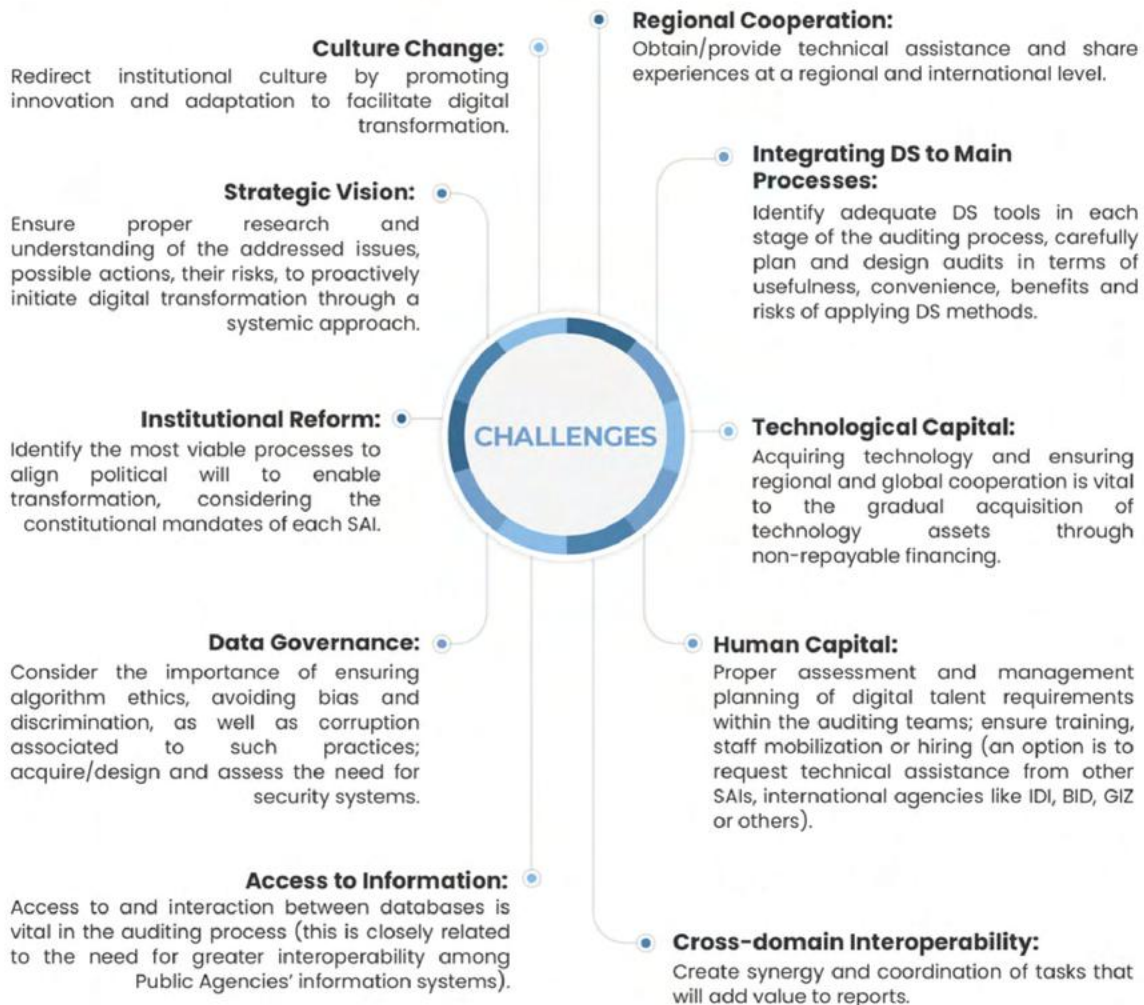 Culture Change:
Redirect institutional culture by promoting
innovation and adaptation to facilitate digital
transformation.
Strategic Vision:
Ensure proper research and
understanding of the addressed issues,
possible actions, their risks, to proactively
initiate digital transformation through a
systemic approach.
Institutional Reform:
Identify the most viable processes to
align political will to enable
transformation, considering the
constitutional mandates of each SAI.
Data Governance:
Consider the importance of ensuring
algorithm ethics, avoiding bias and
discrimination, as well as corruption
associated to such practices;
acquire/design and assess the need for
security systems.
Access to Information:
Access to and interaction between databases is
vital in the auditing process (this is closely related
to the need for greater interoperability among
Public Agencies' information systems).
CHALLENGES
Regional Cooperation:
Obtain/provide technical assistance and share
experiences at a regional and international level.
Integrating DS to Main
Processes:
Identify adequate DS tools in each
stage of the auditing process, carefully
plan and design audits in terms of
usefulness, convenience, benefits and
risks of applying DS methods.
Technological Capital:
Acquiring technology and ensuring
regional and global cooperation is vital
to the gradual acquisition of
technology assets through
non-repayable financing.
Human Capital:
Proper assessment and management
planning of digital talent requirements
within the auditing teams; ensure training,
staff mobilization or hiring (an option is to
request technical assistance from other
SAIs, international agencies like IDI, BID, GIZ
or others).
Cross-domain Interoperability:
Create synergy and coordination of tasks that
will add value to reports.